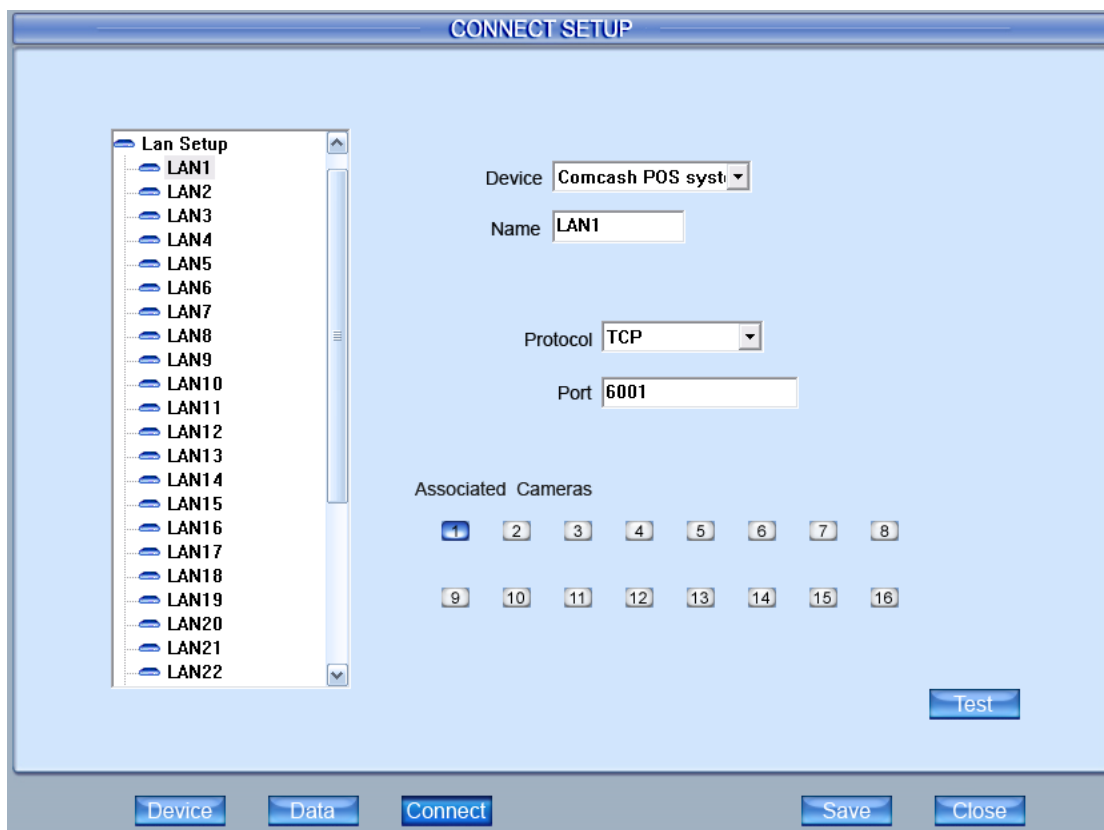 CONNECT SETUP
Lan Setup
LAN1
LAN2
LAN3
LAN4
LAN5
LAN6
LAN7
LAN8
LAN9
LAN10
LAN11
LAN12
LAN13
LAN14
LAN15
LAN16
LAN17
LAN18
LAN19
LAN20
LAN21
LAN22
Device Comcash POS syst
Name LAN1
Protocol TCP
Port 6001
Associated Cameras
1 2 3 4 5 6 7 8
9 10 11 12 13 14 15 16
Test
Device Data Connect Save Close